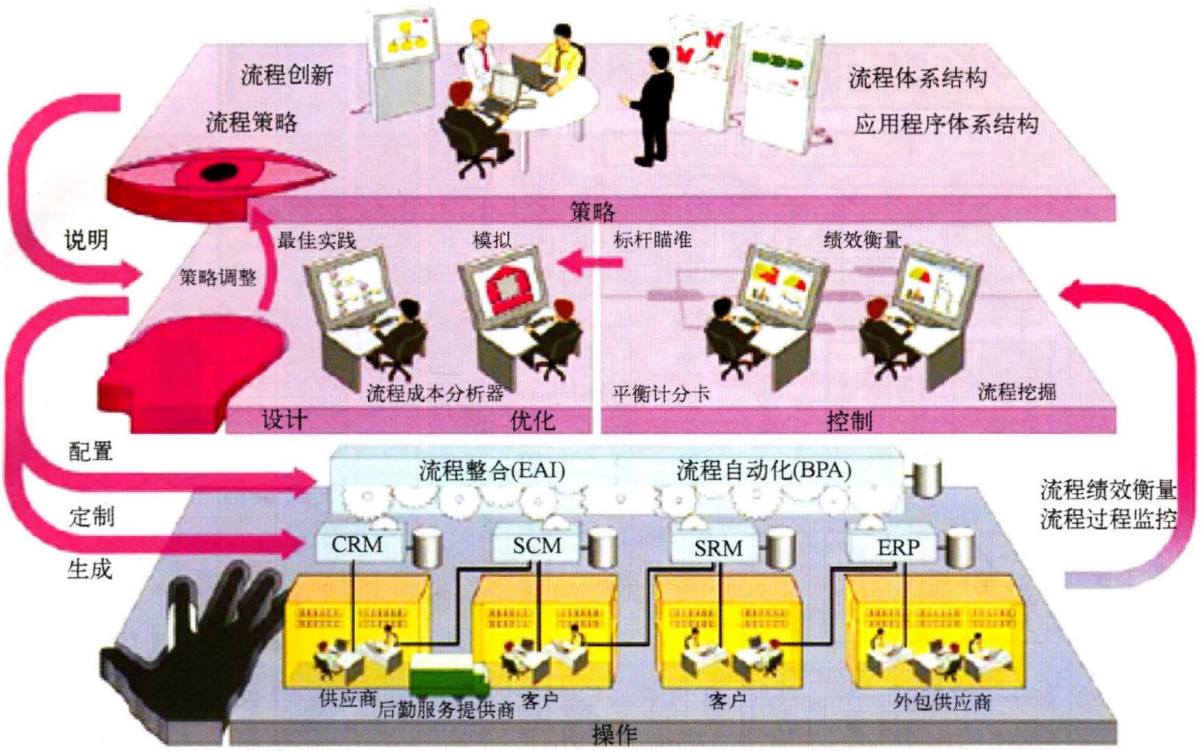 流程创新
流程体系结构
流程策略
应用程序体系结构
策略
说明
最佳实践
模拟
标杆瞄准
绩效衡量
策略调整
流程成本分析器
平衡计分卡
流程挖掘
设计
优化
控制
配置
流程整合(EAI)
流程自动化(BPA)
流程绩效衡量
流程过程监控
定制
CRM
SCM
SRM
ERP
生成
供应商
后勤服务提供商
客户
客户
外包供应商
操作